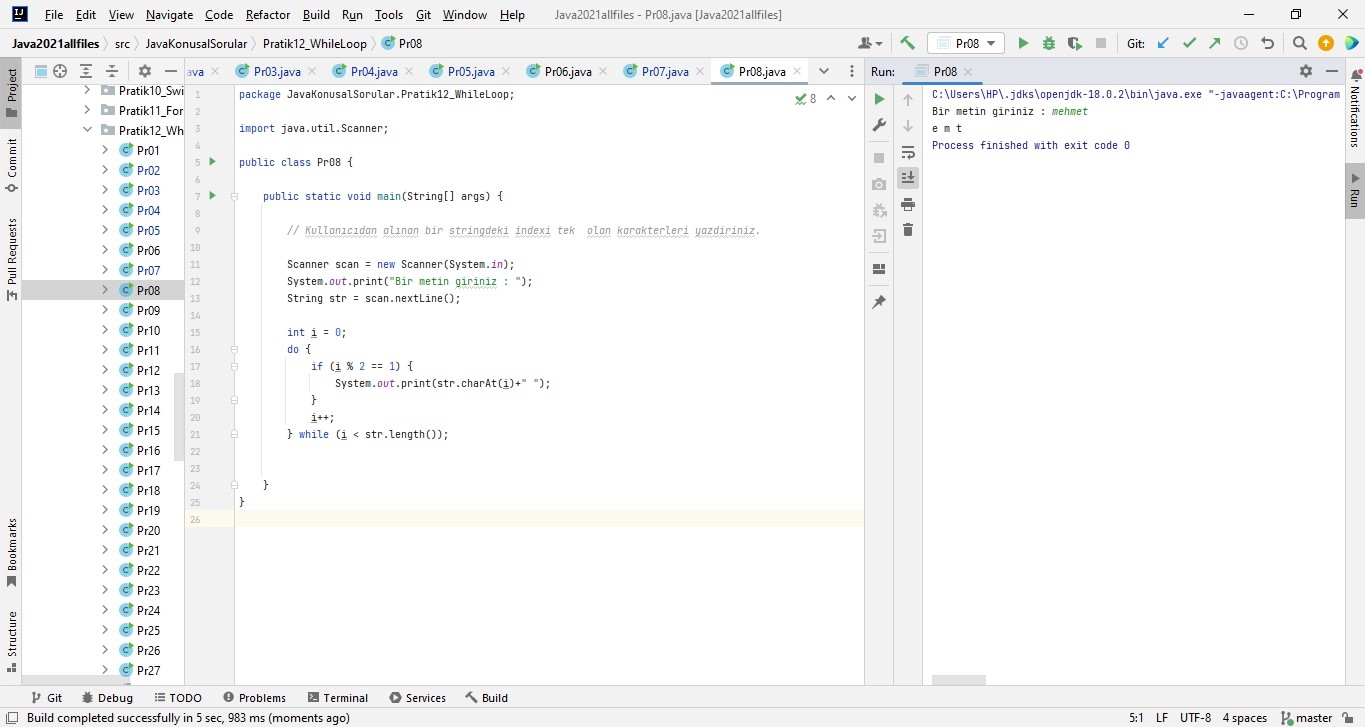 File Edit View Navigate Code Refactor Build Run Tools Git Window Help Java2021allfiles - Pr08.java [Java2021allfiles]
Java2021allfiles src JavaKonusalSorular Pratik12_WhileLoop Pr08 Pr08 Git:
ava Pr03.java Pr04.java Pr05.java Pr06.java Pr07.java Pr08.java Run: Pr08
Project
Commit
Pull Requests
Bookmarks
Structure
Pratik10_Swi
Pratik11_For
Pratik12_Wh
Pr01
Pr02
Pr03
Pr04
Pr05
Pr06
Pr07
Pr08
Pr09
Pr10
Pr11
Pr12
Pr13
Pr14
Pr15
Pr16
Pr17
Pr18
Pr19
Pr20
Pr21
Pr22
Pr23
Pr24
Pr25
Pr26
Pr27
1 package JavaKonusalSorular.Pratik12_WhileLoop;
2
3 import java.util.Scanner;
4
5 public class Pr08 {
6
7 public static void main(String[] args) {
8
9 // Kullanıcıdan alınan bir stringdeki indexi tek  olan karakterleri yazdiriniz.
10
11 Scanner scan = new Scanner(System.in);
12 System.out.print("Bir metin giriniz : ");
13 String str = scan.nextLine();
14
15 int i = 0;
16 do {
17 if (i % 2 == 1) {
18 System.out.print(str.charAt(i)+" ");
19 }
20 i++;
21 } while (i < str.length());
22
23
24 }
25 }
26
8
C:\Users\HP\.jdks\openjdk-18.0.2\bin\java.exe "-javaagent:C:\Program
Bir metin giriniz : mehmet
e m t
Process finished with exit code 0
Notifications
Run
Git Debug TODO Problems Terminal Services Build
Build completed successfully in 5 sec, 983 ms (moments ago) 5:1 LF UTF-8 4 spaces master